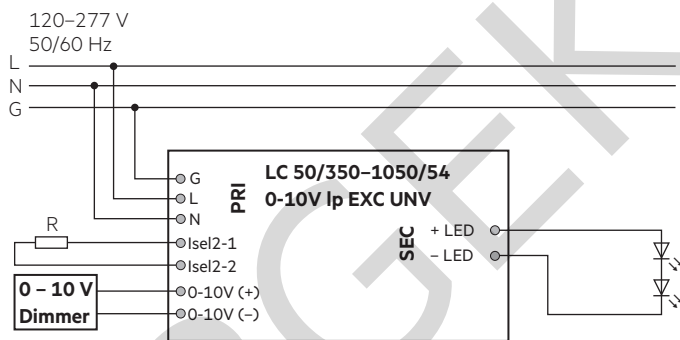 120–277 V
50/60 Hz
L
N
G
LC 50/350–1050/54
0-10V lp EXC UNV
PRI
G
L
N
R
Isel2-1
Isel2-2
0 – 10 V
Dimmer
0-10V (+)
0-10V (–)
SEC
+ LED
– LED